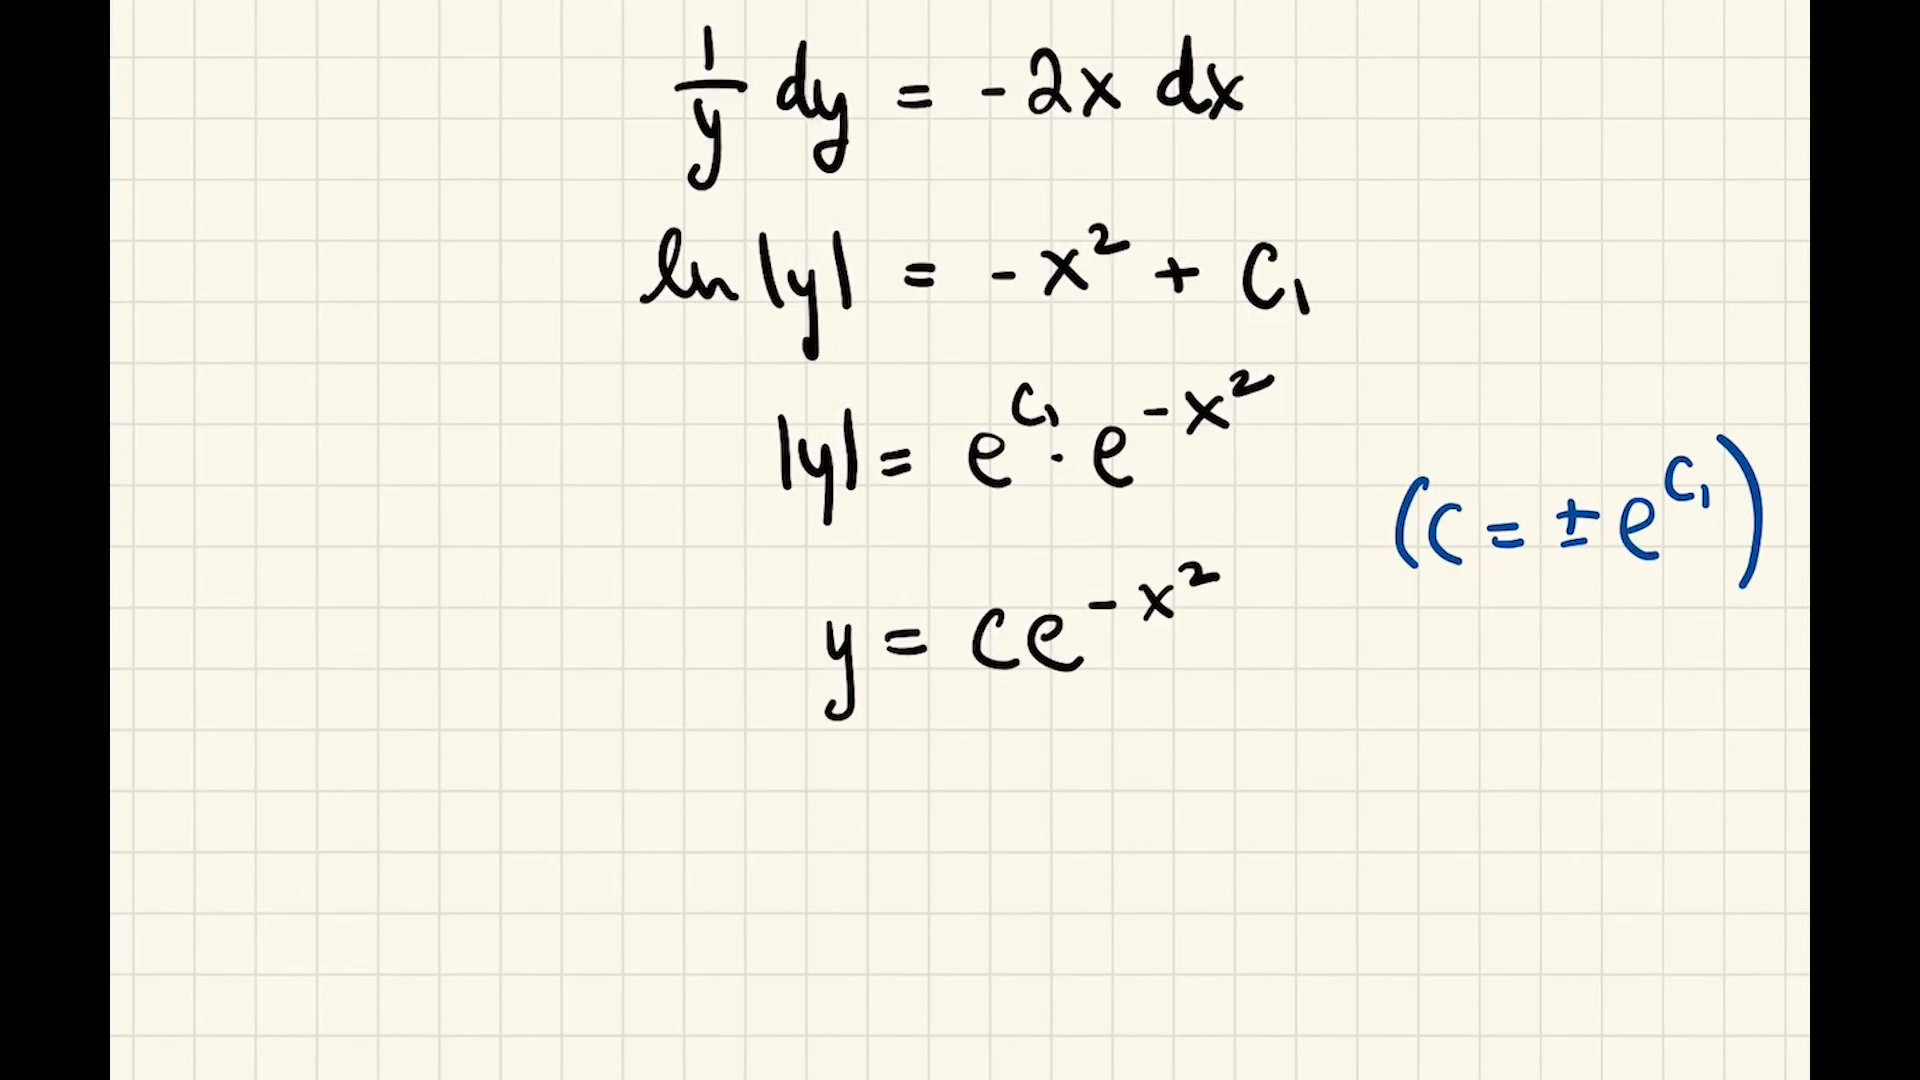 1/y dy = -2x dx
ln |y| = -x² + C₁
|y| = e^C₁ · e^-x²
(C = ± e^C₁)
y = Ce^-x²